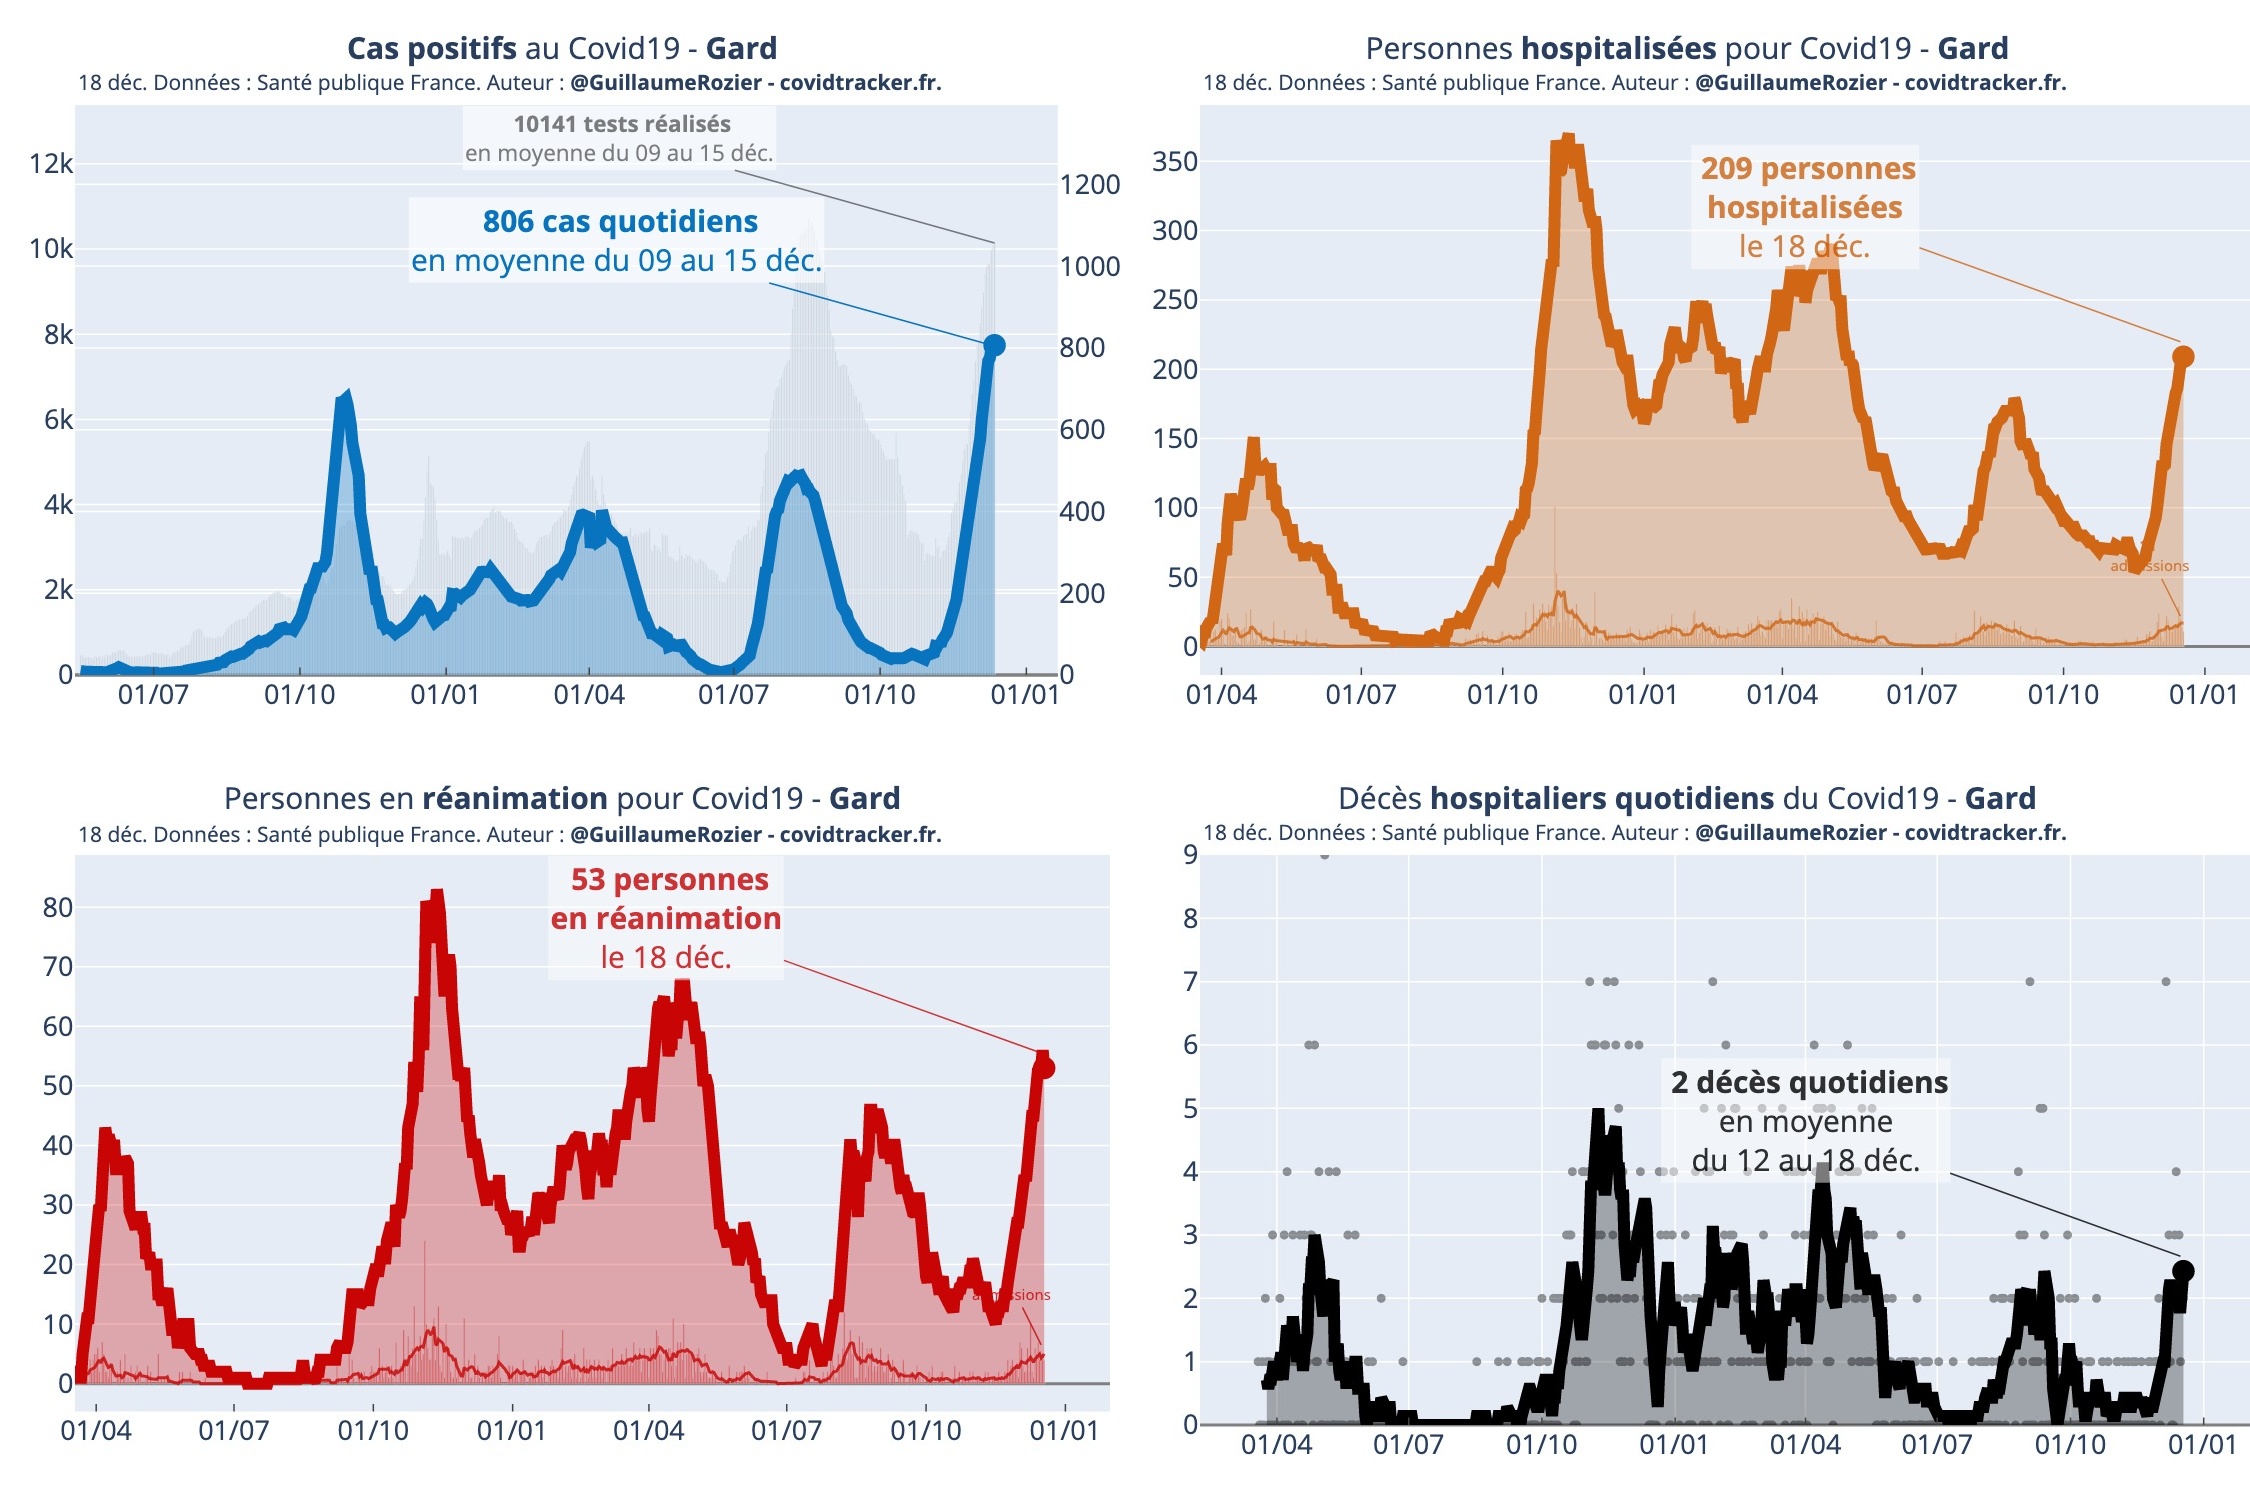 Cas positifs au Covid19 - Gard
18 déc. Données : Santé publique France. Auteur : @GuillaumeRozier - covidtracker.fr.
10141 tests réalisés
en moyenne du 09 au 15 déc.
806 cas quotidiens
en moyenne du 09 au 15 déc.
12k
10k
8k
6k
4k
2k
0
1200
1000
800
600
400
200
0
01/07 01/10 01/01 01/04 01/07 01/10 01/01
Personnes hospitalisées pour Covid19 - Gard
18 déc. Données : Santé publique France. Auteur : @GuillaumeRozier - covidtracker.fr.
209 personnes
hospitalisées
le 18 déc.
350
300
250
200
150
100
50
0
admissions
01/04 01/07 01/10 01/01 01/04 01/07 01/10 01/01
Personnes en réanimation pour Covid19 - Gard
18 déc. Données : Santé publique France. Auteur : @GuillaumeRozier - covidtracker.fr.
53 personnes
en réanimation
le 18 déc.
80
70
60
50
40
30
20
10
0
admissions
01/04 01/07 01/10 01/01 01/04 01/07 01/10 01/01
Décès hospitaliers quotidiens du Covid19 - Gard
18 déc. Données : Santé publique France. Auteur : @GuillaumeRozier - covidtracker.fr.
9
8
7
6
5
4
3
2
1
0
2 décès quotidiens
en moyenne
du 12 au 18 déc.
01/04 01/07 01/10 01/01 01/04 01/07 01/10 01/01